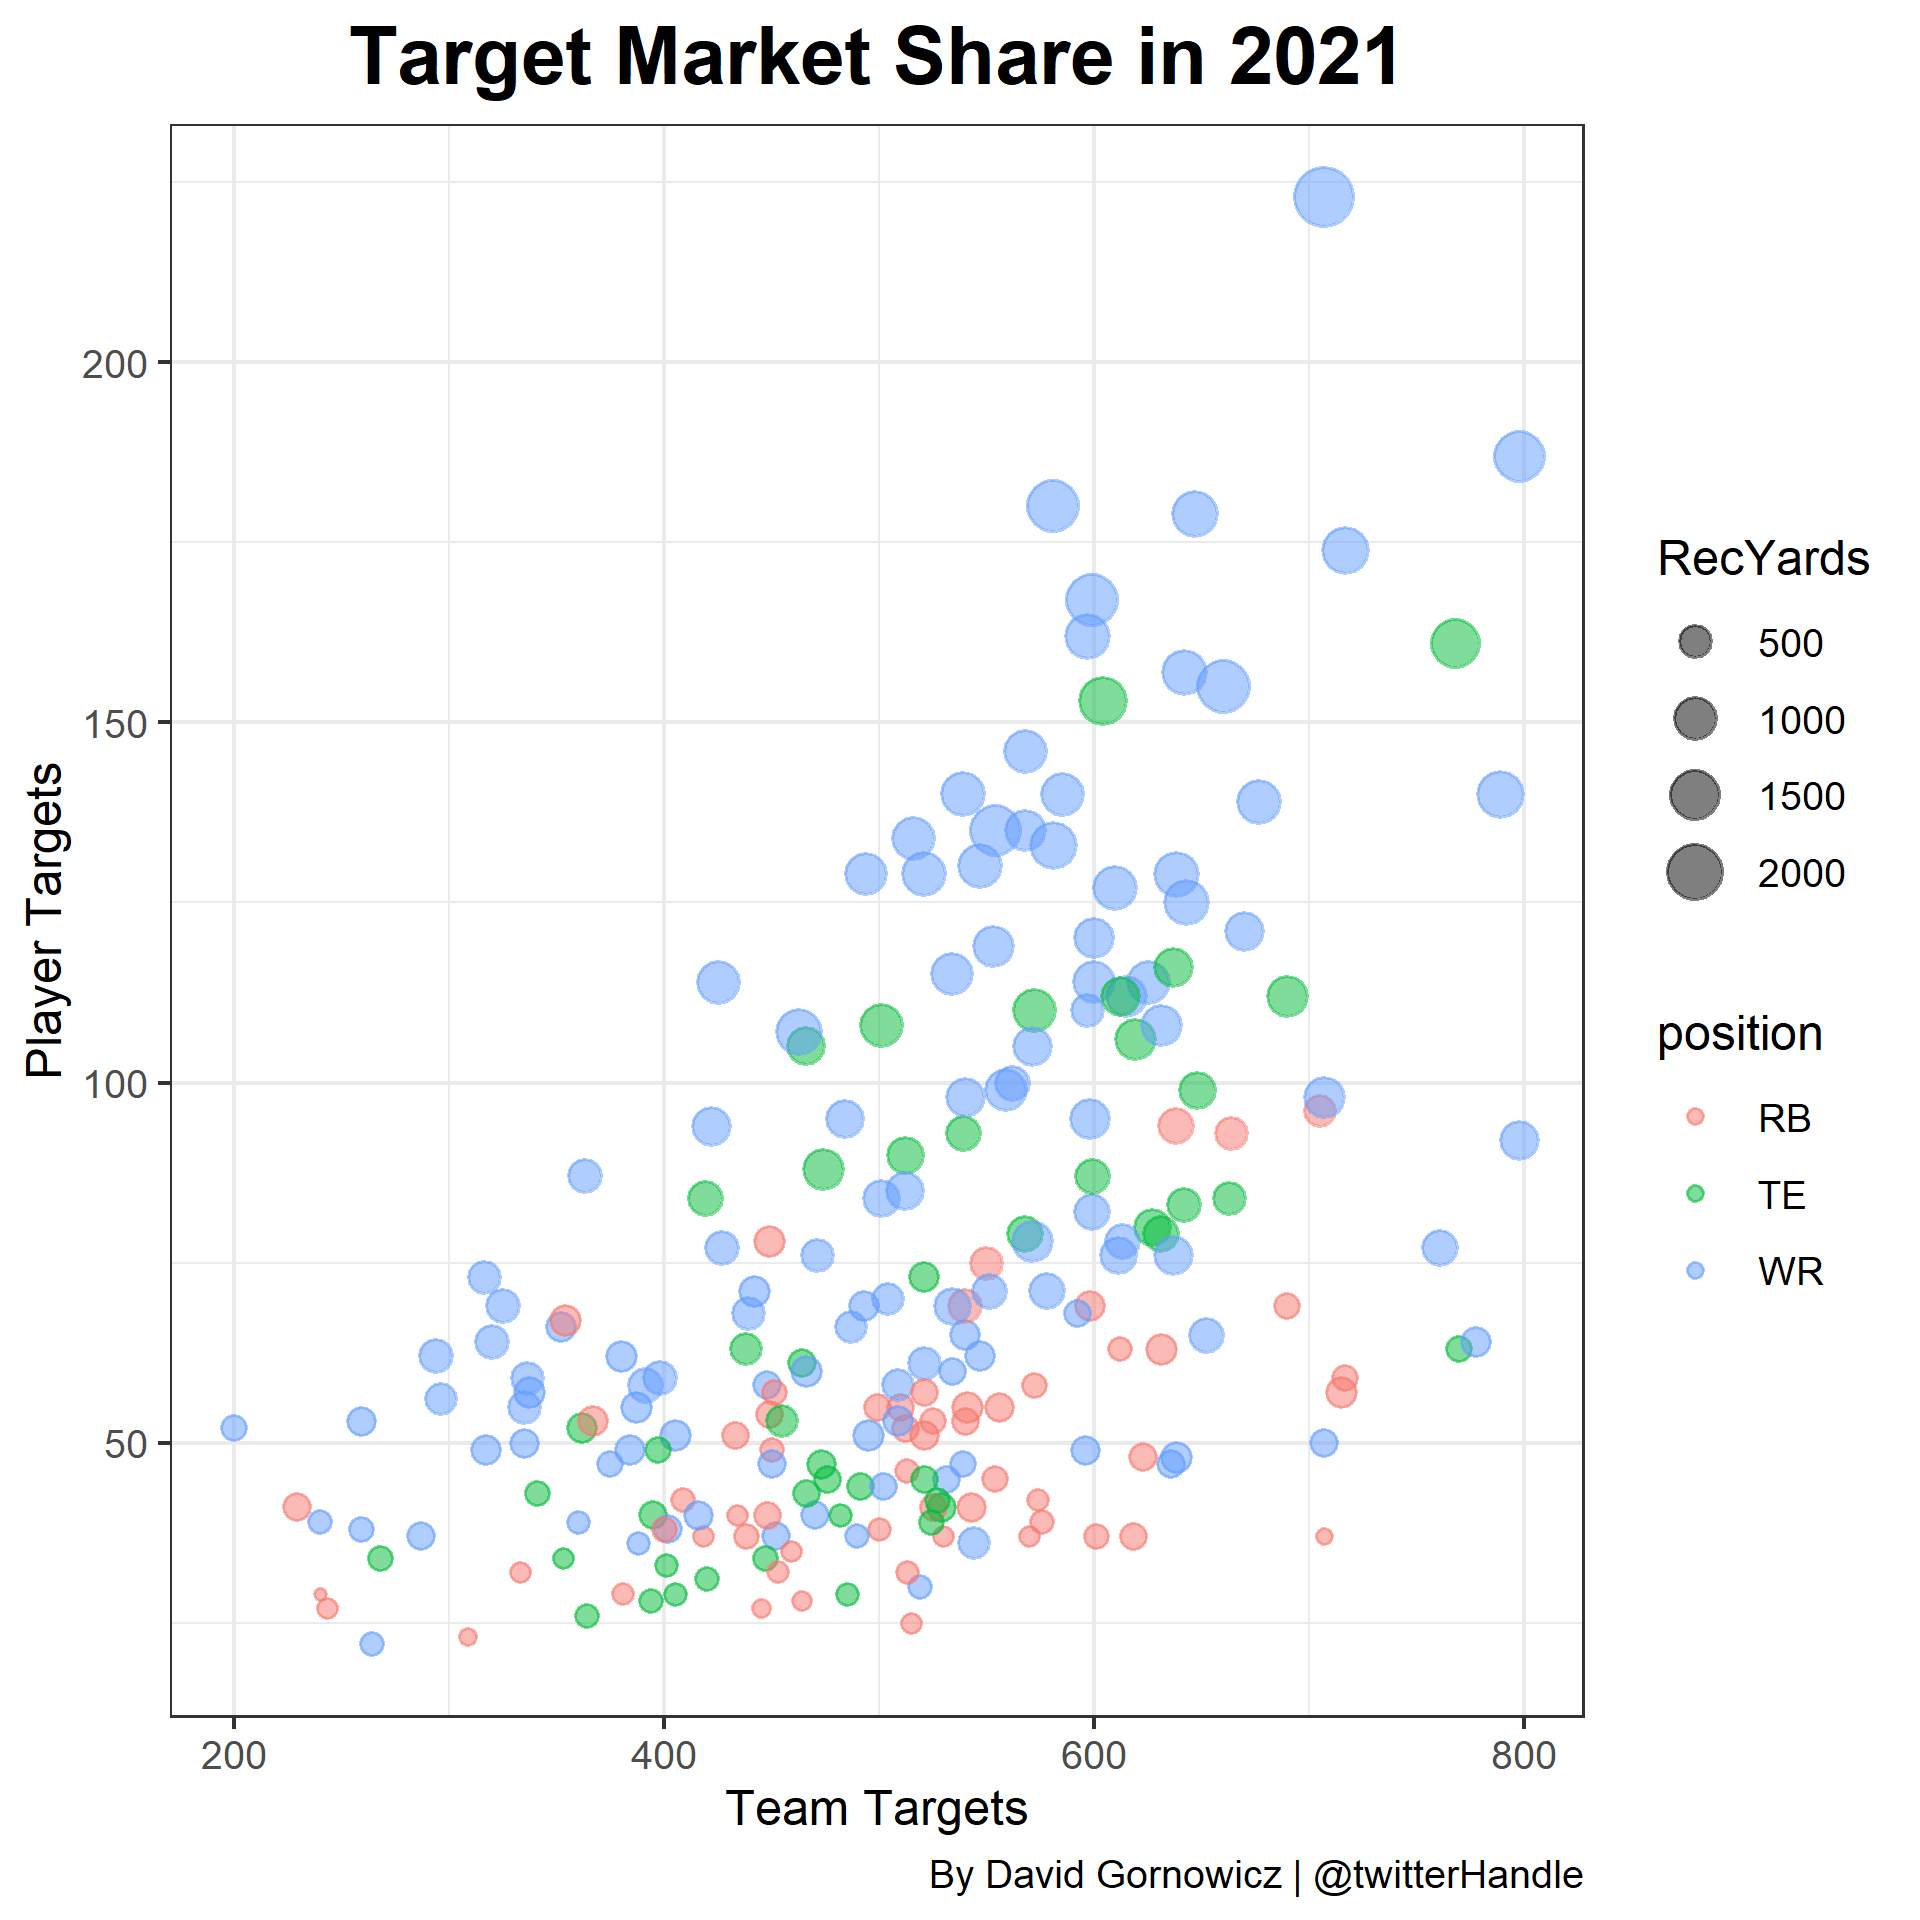 Target Market Share in 2021
Player Targets
200
150
100
50
200
400
600
800
Team Targets
RecYards
500
1000
1500
2000
position
RB
TE
WR
By David Gornowicz | @twitterHandle